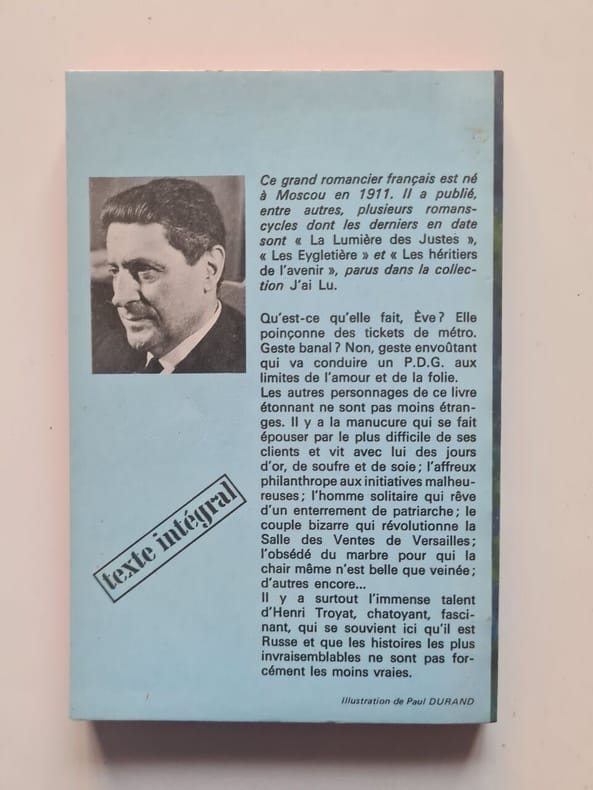 Ce grand romancier français est né
à Moscou en 1911. Il a publié,
entre autres, plusieurs romans-
cycles dont les derniers en date
sont « La Lumière des Justes »,
« Les Eygletière » et « Les héritiers
de l'avenir », parus dans la collec-
tion J'ai Lu.
Qu'est-ce qu'elle fait, Ève ? Elle
poinçonne des tickets de métro.
Geste banal ? Non, geste envoûtant
qui va conduire un P.D.G. aux
limites de l'amour et de la folie.
Les autres personnages de ce livre
étonnant ne sont pas moins étran-
ges. Il y a la manucure qui se fait
épouser par le plus difficile de ses
clients et vit avec lui des jours
d'or, de soufre et de soie ; l'affreux
philanthrope aux initiatives malheu-
reuses ; l'homme solitaire qui rêve
d'un enterrement de patriarche ; le
couple bizarre qui révolutionne la
Salle des Ventes de Versailles ;
l'obsédé du marbre pour qui la
chair même n'est belle que veinée ;
d'autres encore...
Il y a surtout l'immense talent
d'Henri Troyat, chatoyant, fasci-
nant, qui se souvient ici qu'il est
Russe et que les histoires les plus
invraisemblables ne sont pas for-
cément les moins vraies.
texte intégral
Illustration de Paul DURAND